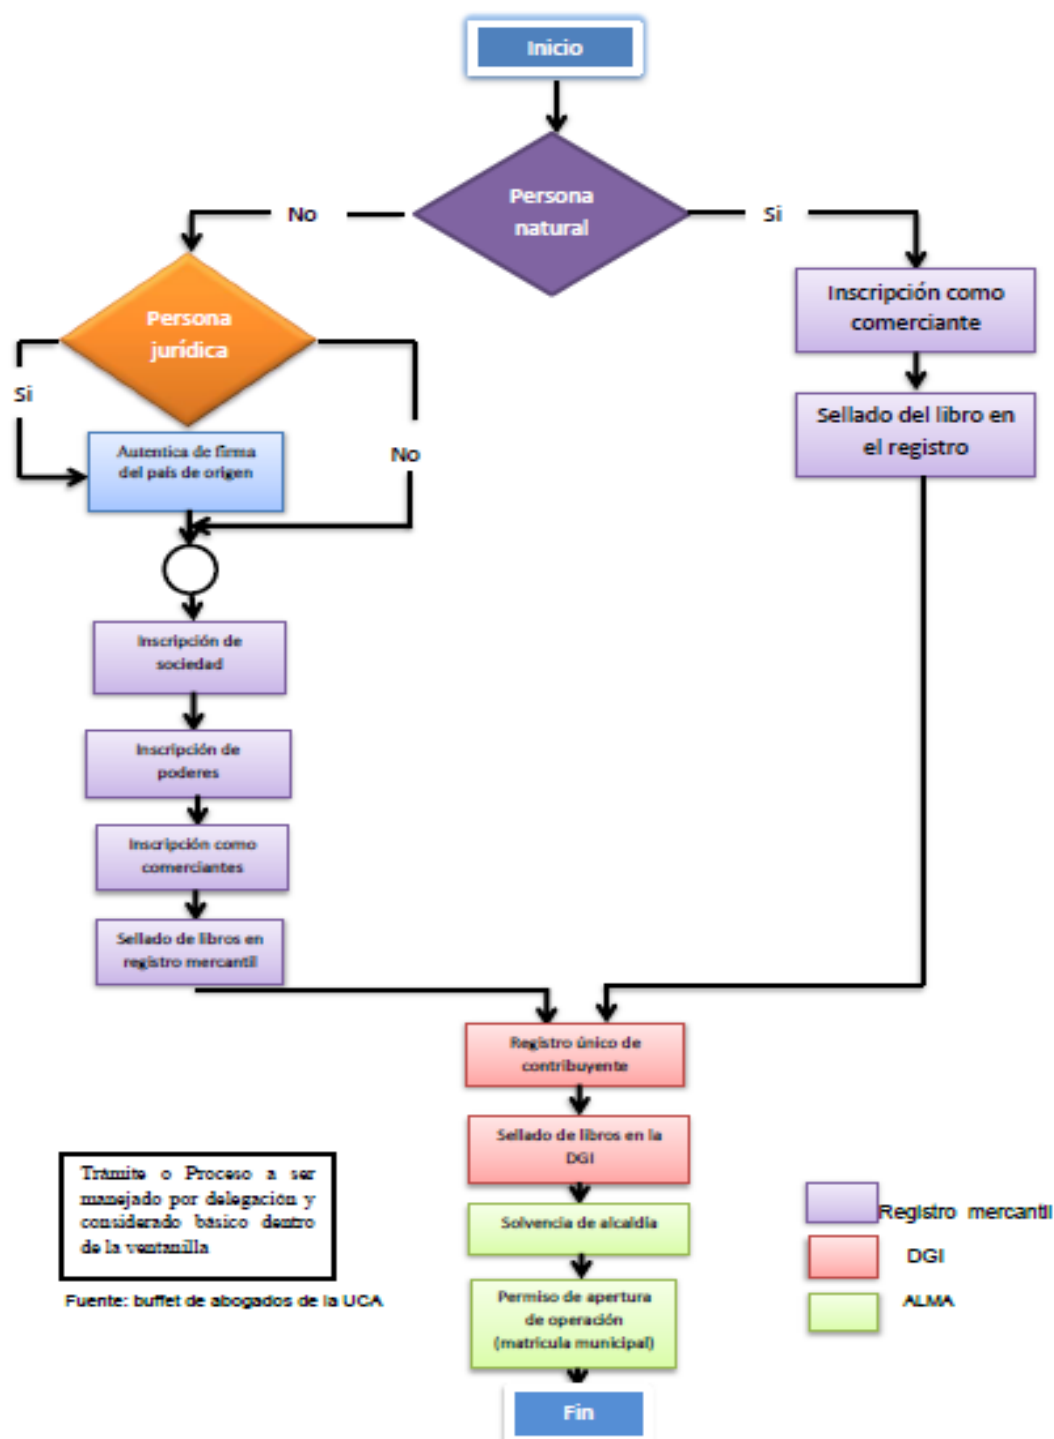 Inicio
Persona
natural
No
Si
Persona
jurídica
Inscripción como
comerciante
Si
Sellado del libro en
el registro
Autentica de firma
del país de origen
No
Inscripción de
sociedad
Inscripción de
poderes
Inscripción como
comerciantes
Sellado de libros en
registro mercantil
Registro único de
contribuyente
Sellado de libros en la
DGI
Solvencia de alcaldía
Permiso de apertura
de operación
(matricula municipal)
Fin
Trámite o Proceso a ser
manejado por delegación y
considerado básico dentro
de la ventanilla
Fuente: buffet de abogados de la UCA
Registro mercantil
DGI
ALMA